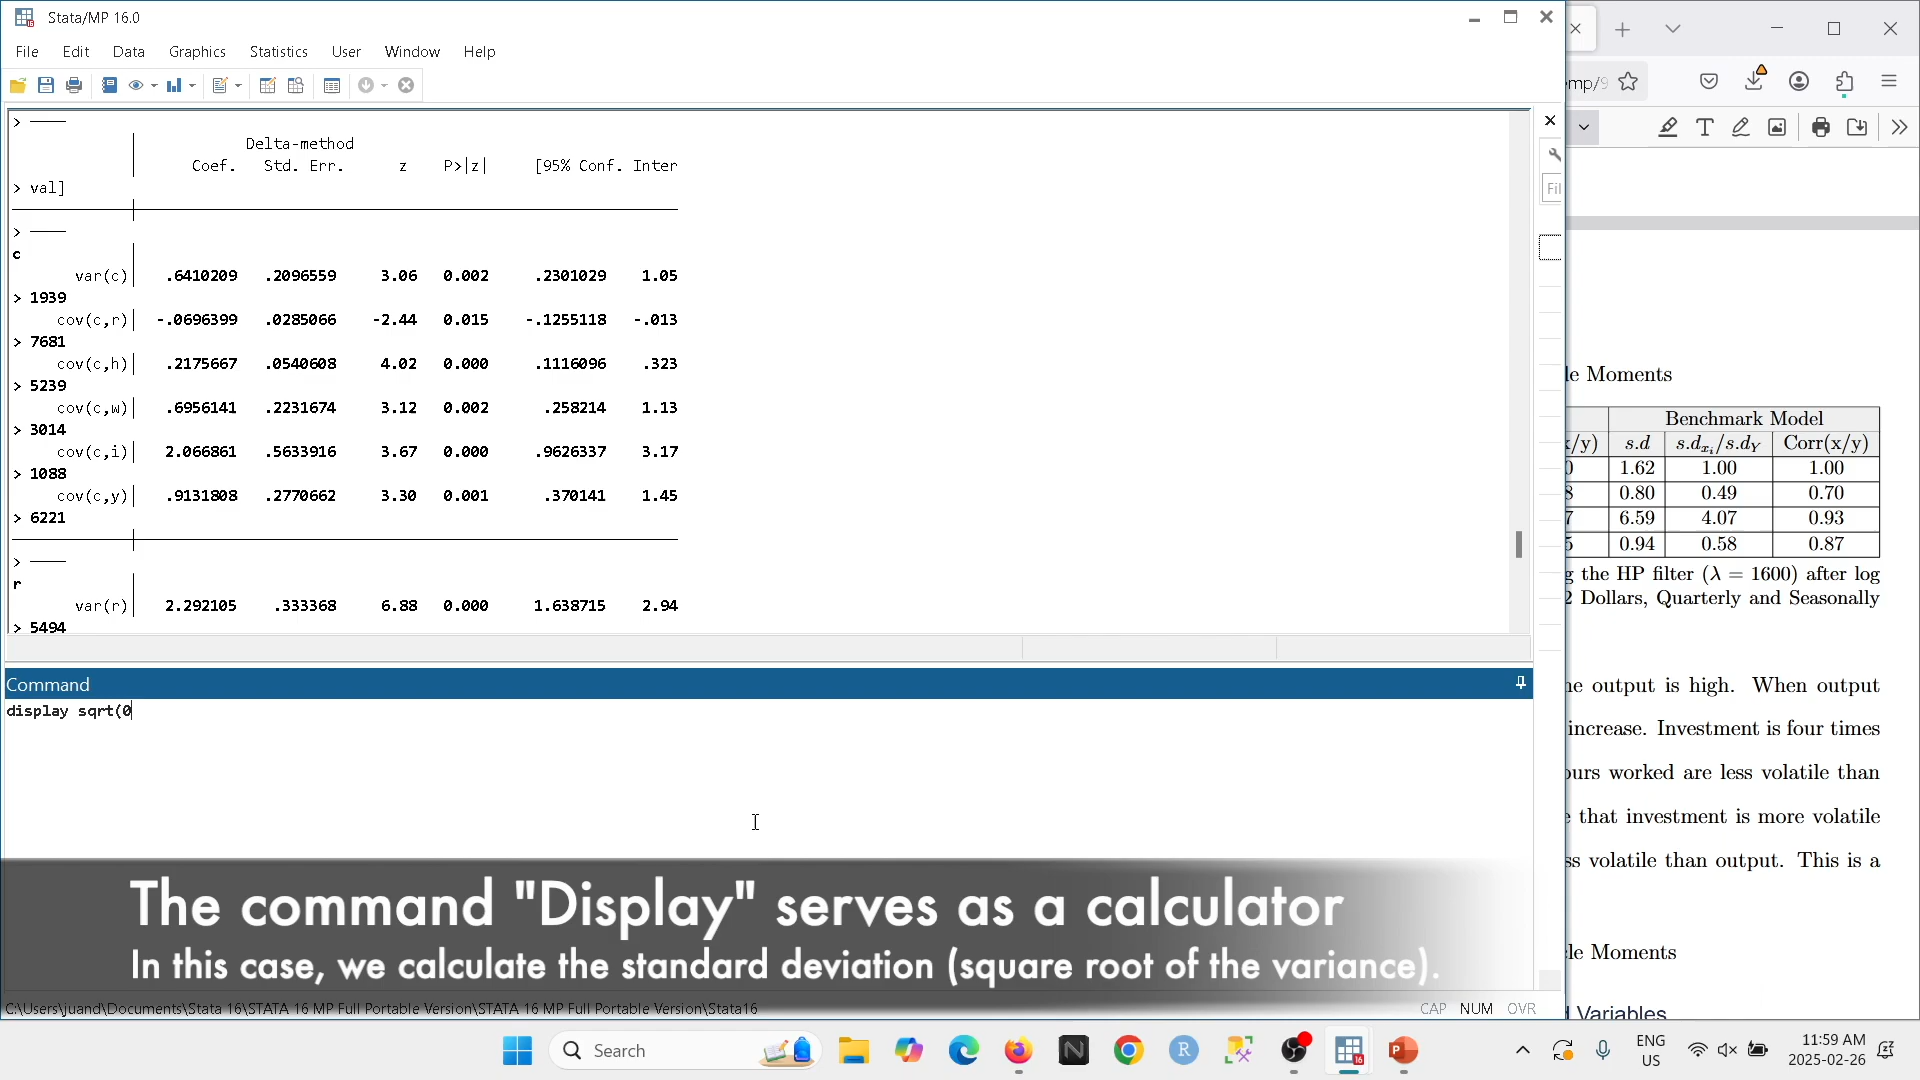 Stata/MP 16.0
File Edit Data Graphics Statistics User Window Help
Delta-method
Coef. Std. Err. z P>|z| [95% Conf. Inter
> val]
c
var(c) .6410209 .2096559 3.06 0.002 .2301029 1.05
> 1939
cov(c,r) -.0696399 .0285066 -2.44 0.015 -.1255118 -.013
> 7681
cov(c,h) .2175667 .0540608 4.02 0.000 .1116096 .323
> 5239
cov(c,w) .6956141 .2231674 3.12 0.002 .258214 1.13
> 3014
cov(c,i) 2.066861 .5633916 3.67 0.000 .9626337 3.17
> 1088
cov(c,y) .9131808 .2770662 3.30 0.001 .370141 1.45
> 6221
r
var(r) 2.292105 .333368 6.88 0.000 1.638715 2.94
> 5494
Command
display sqrt(0
The command "Display" serves as a calculator
In this case, we calculate the standard deviation (square root of the variance).
C:\Users\juand\Documents\Stata 16\STATA 16 MP Full Portable Version\STATA 16 MP Full Portable Version\Stata16
CAP NUM OVR
Fil
emp/9
le Moments
Benchmark Model
x/y) s.d s.d_{x_i}/s.d_Y Corr(x/y)
0 1.62 1.00 1.00
8 0.80 0.49 0.70
7 6.59 4.07 0.93
5 0.94 0.58 0.87
g the HP filter (λ = 1600) after log
2 Dollars, Quarterly and Seasonally
he output is high. When output
increase. Investment is four times
ours worked are less volatile than
e that investment is more volatile
ss volatile than output. This is a
le Moments
d Variables
Search
ENG
US
11:59 AM
2025-02-26